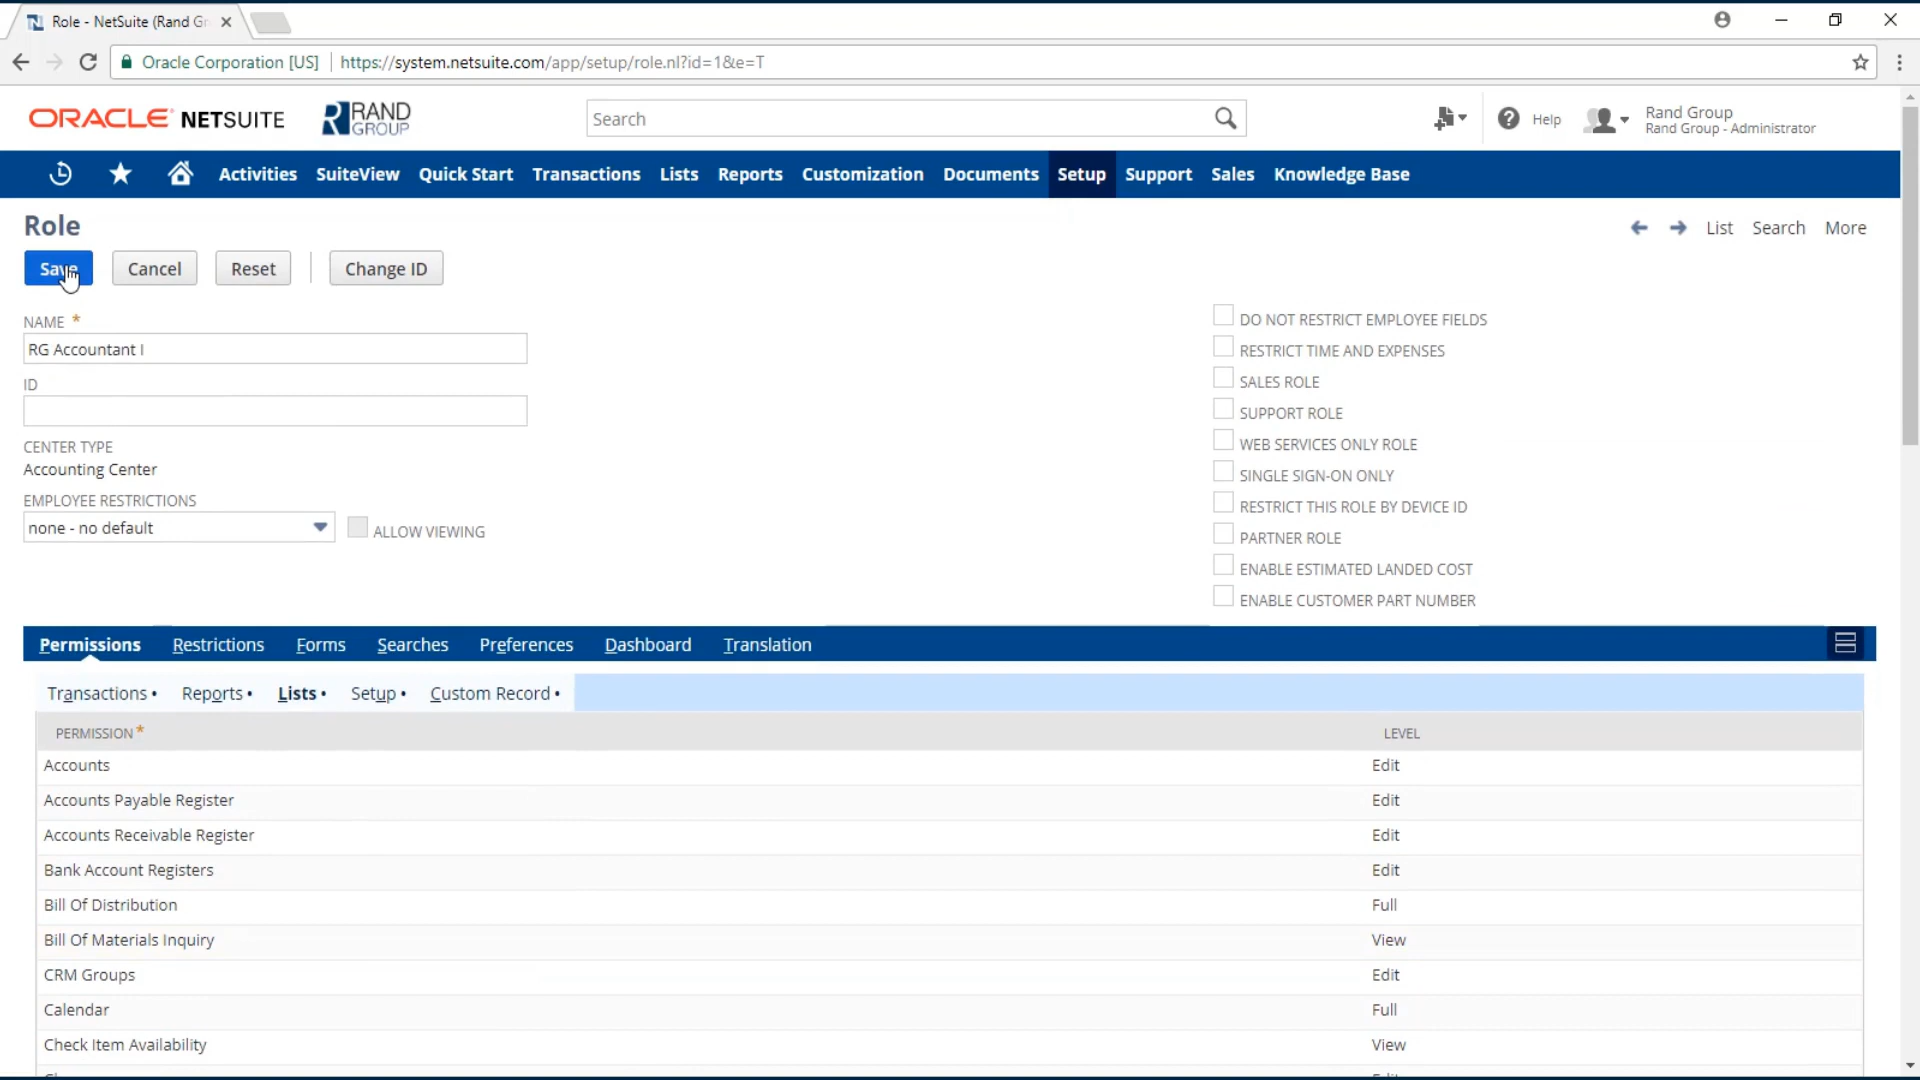 Role - NetSuite (Rand Gr
Oracle Corporation [US] https://system.netsuite.com/app/setup/role.nl?id=1&e=T
ORACLE NETSUITE
RAND GROUP
Search
Help
Rand Group
Rand Group - Administrator
Activities SuiteView Quick Start Transactions Lists Reports Customization Documents Setup Support Sales Knowledge Base
Role
List Search More
Save Cancel Reset Change ID
NAME *
RG Accountant I
ID
CENTER TYPE
Accounting Center
EMPLOYEE RESTRICTIONS
none - no default
ALLOW VIEWING
DO NOT RESTRICT EMPLOYEE FIELDS
RESTRICT TIME AND EXPENSES
SALES ROLE
SUPPORT ROLE
WEB SERVICES ONLY ROLE
SINGLE SIGN-ON ONLY
RESTRICT THIS ROLE BY DEVICE ID
PARTNER ROLE
ENABLE ESTIMATED LANDED COST
ENABLE CUSTOMER PART NUMBER
Permissions Restrictions Forms Searches Preferences Dashboard Translation
Transactions • Reports • Lists • Setup • Custom Record •
PERMISSION * LEVEL
Accounts Edit
Accounts Payable Register Edit
Accounts Receivable Register Edit
Bank Account Registers Edit
Bill Of Distribution Full
Bill Of Materials Inquiry View
CRM Groups Edit
Calendar Full
Check Item Availability View